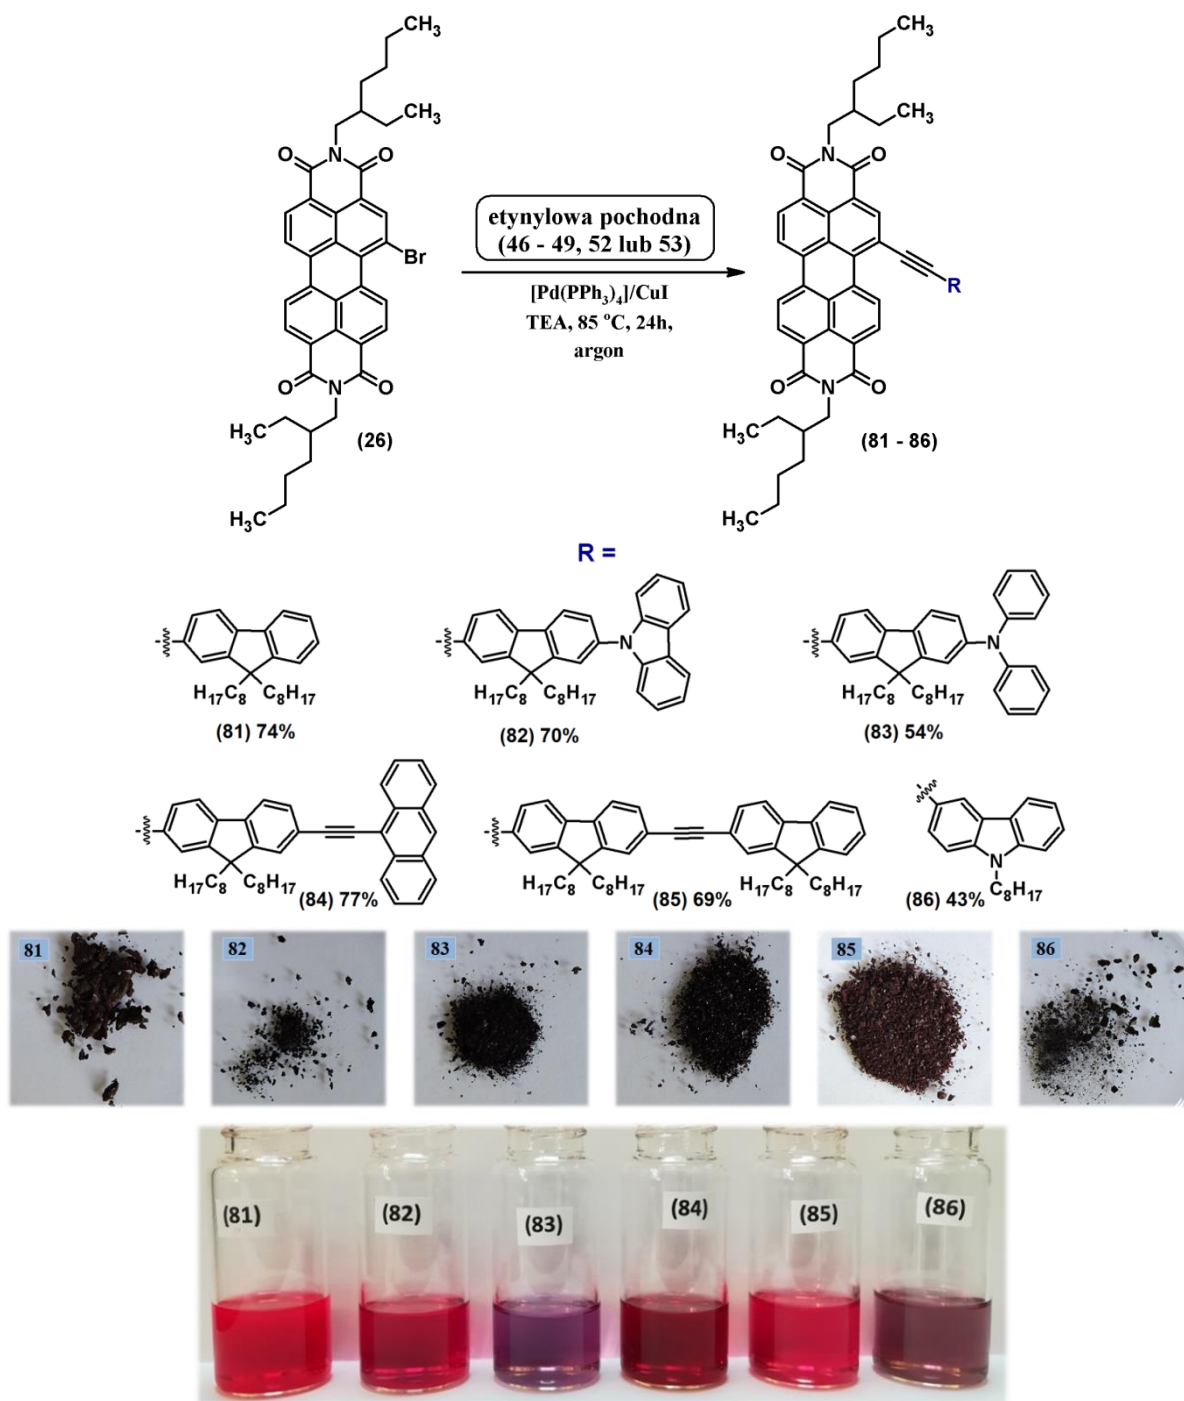 CH₃
CH₃
O N O
Br
O N O
H₃C
(26)
H₃C
etynylowa pochodna
(46 - 49, 52 lub 53)
[Pd(PPh₃)₄]/CuI
TEA, 85 °C, 24h,
argon
CH₃
CH₃
O N O
R
O N O
H₃C
(81 - 86)
H₃C
R =
H₁₇C₈ C₈H₁₇
(81) 74%
N
H₁₇C₈ C₈H₁₇
(82) 70%
N
H₁₇C₈ C₈H₁₇
(83) 54%
H₁₇C₈ C₈H₁₇
(84) 77%
H₁₇C₈ C₈H₁₇ H₁₇C₈ C₈H₁₇
(85) 69%
N
C₈H₁₇
(86) 43%
81 82 83 84 85 86
(81) (82) (83) (84) (85) (86)